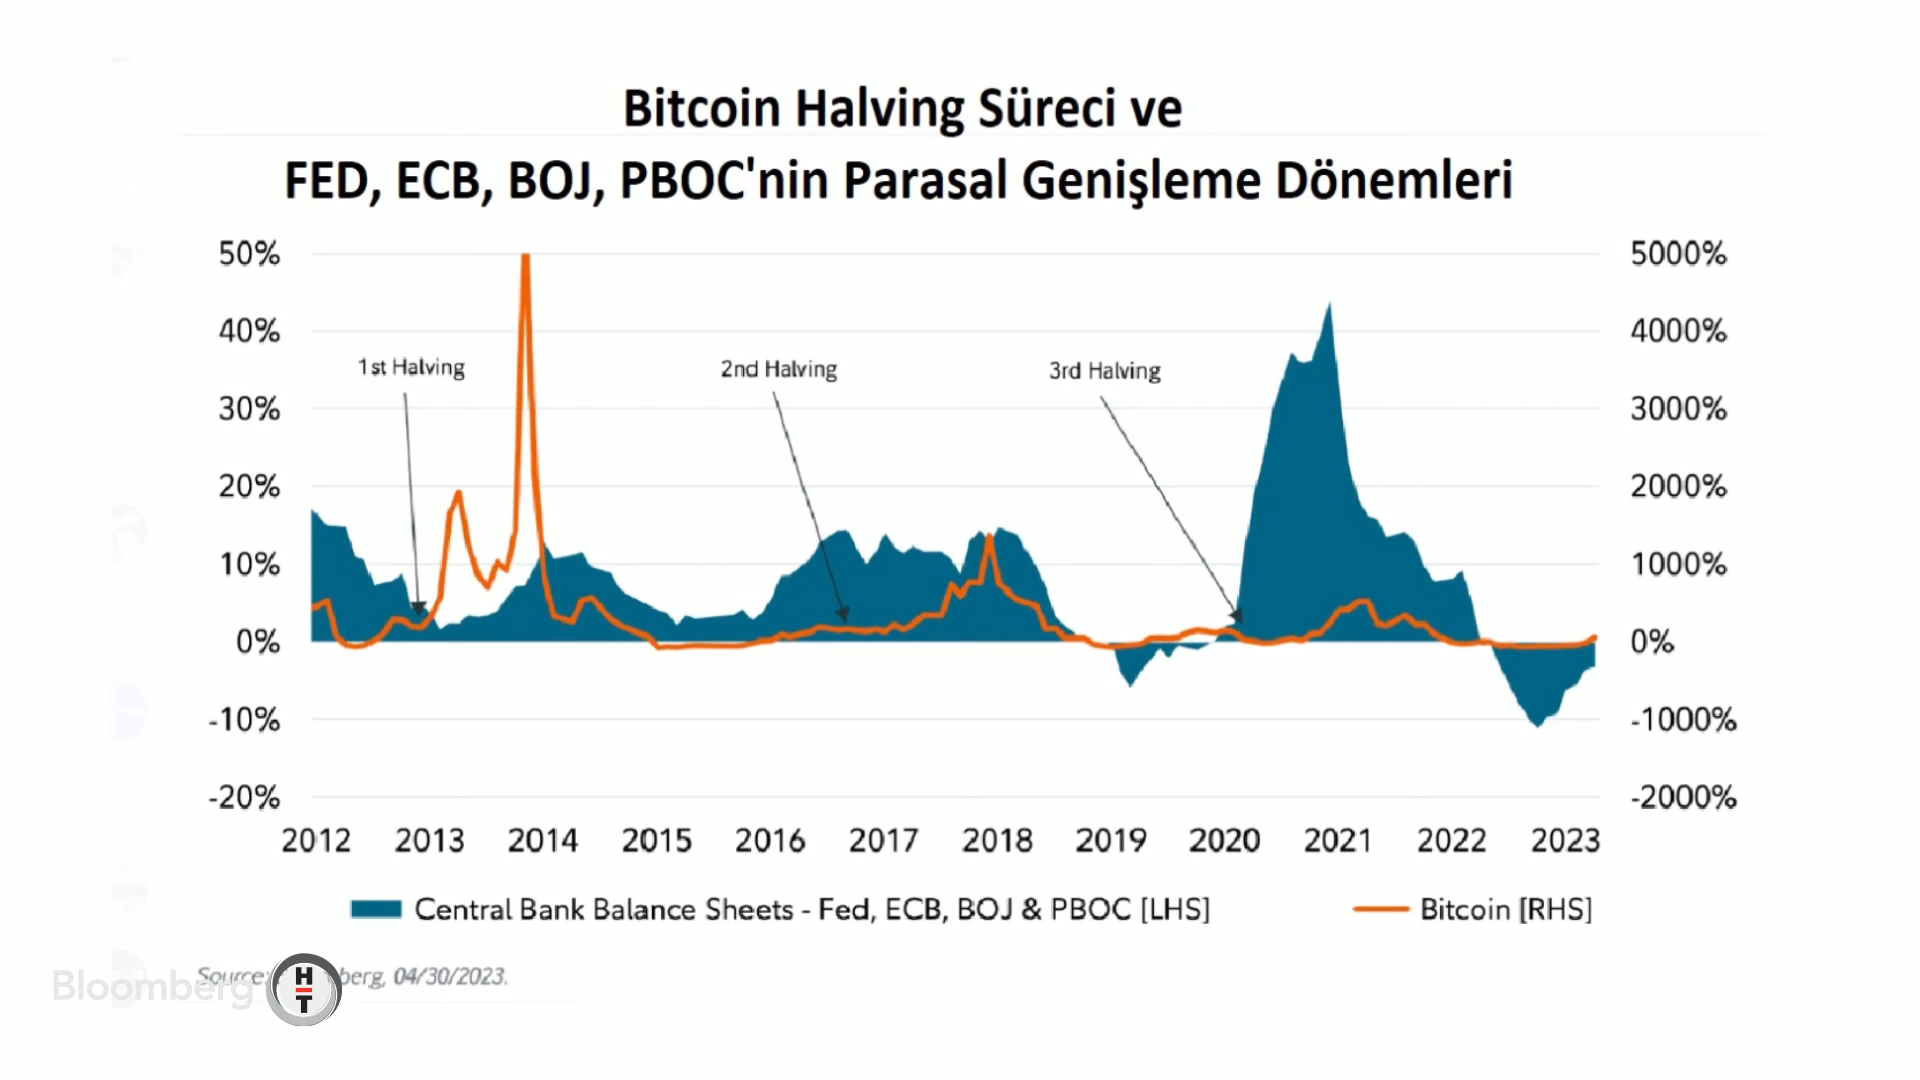 Bitcoin Halving Süreci ve
FED, ECB, BOJ, PBOC'nin Parasal Genişleme Dönemleri
50% 5000%
40% 4000%
1st Halving 2nd Halving 3rd Halving
30% 3000%
20% 2000%
10% 1000%
0% 0%
-10% -1000%
-20% -2000%
2012 2013 2014 2015 2016 2017 2018 2019 2020 2021 2022 2023
Central Bank Balance Sheets - Fed, ECB, BOJ & PBOC [LHS] Bitcoin [RHS]
Source: berg, 04/30/2023.
Bloomberg HT